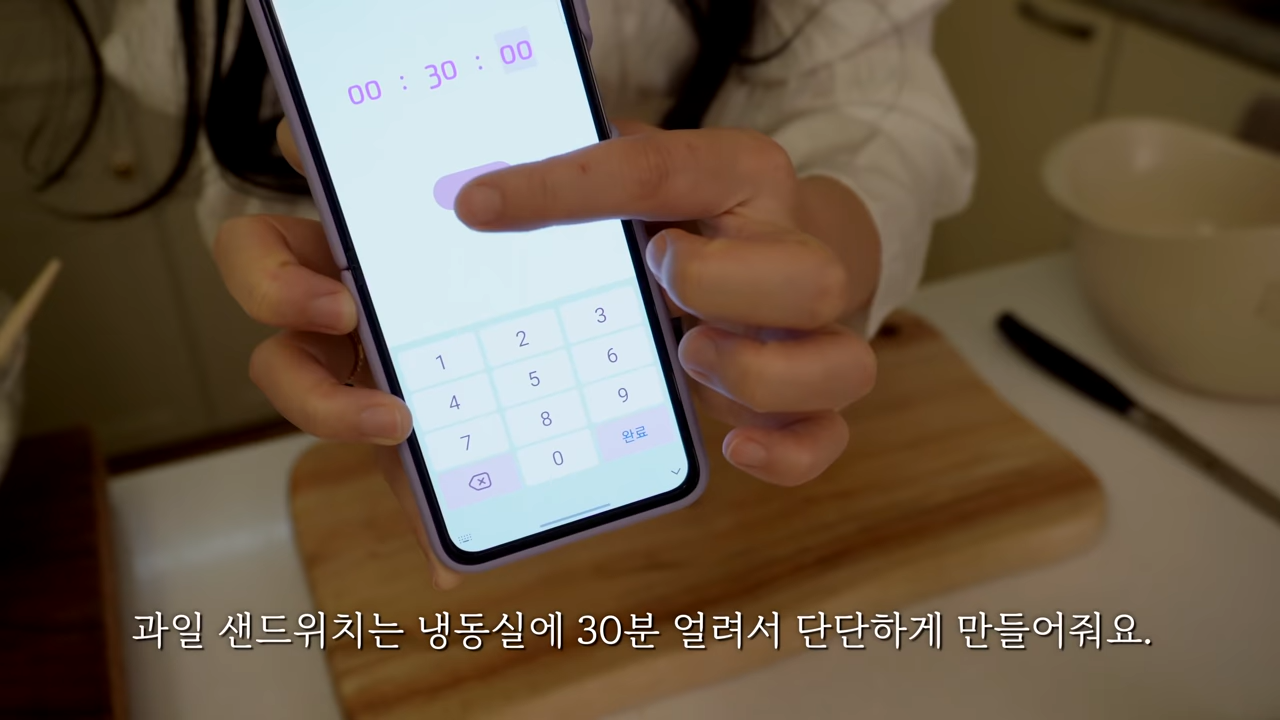 00 : 30 : 00
1 2 3
4 5 6
7 8 9
0 완료
과일 샌드위치는 냉동실에 30분 얼려서 단단하게 만들어줘요.